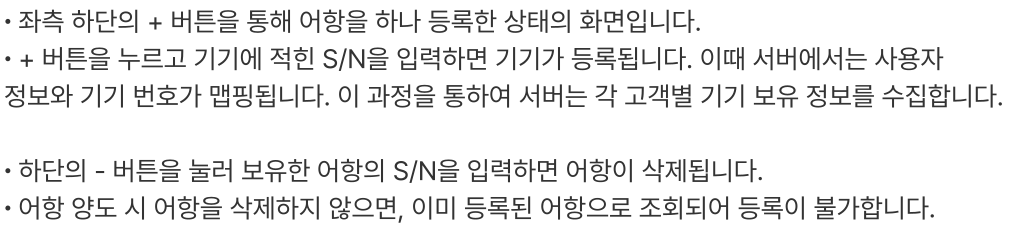 • 좌측 하단의 + 버튼을 통해 어항을 하나 등록한 상태의 화면입니다.
• + 버튼을 누르고 기기에 적힌 S/N을 입력하면 기기가 등록됩니다. 이때 서버에서는 사용자
정보와 기기 번호가 맵핑됩니다. 이 과정을 통하여 서버는 각 고객별 기기 보유 정보를 수집합니다.
• 하단의 - 버튼을 눌러 보유한 어항의 S/N을 입력하면 어항이 삭제됩니다.
• 어항 양도 시 어항을 삭제하지 않으면, 이미 등록된 어항으로 조회되어 등록이 불가합니다.